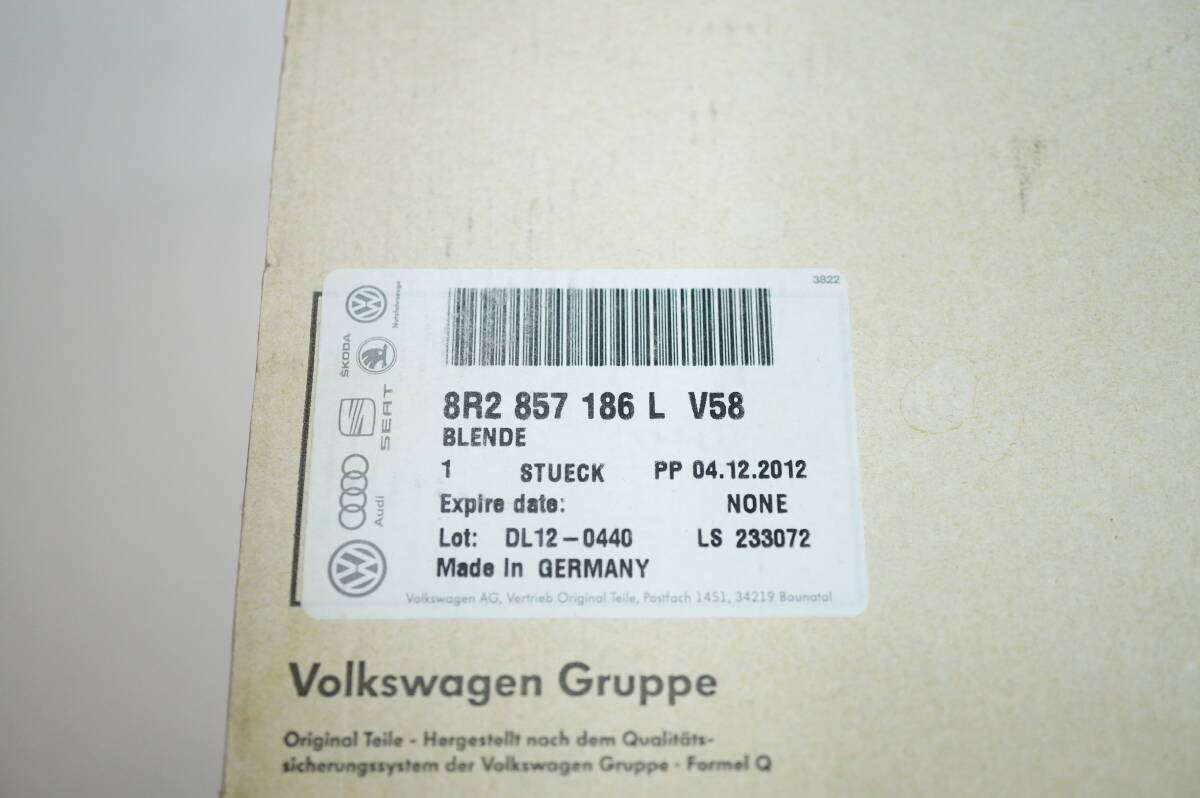 3822
Nutzfahrzeuge
ŠKODA
SEAT
Audi
8R2 857 186 L V58
BLENDE
1 STUECK PP 04.12.2012
Expire date: NONE
Lot: DL12-0440 LS 233072
Made in GERMANY
Volkswagen AG, Vertrieb Original Teile, Postfach 1451, 34219 Baunatal
Volkswagen Gruppe
Original Teile - Hergestellt nach dem Qualitäts-
sicherungssystem der Volkswagen Gruppe - Formel Q